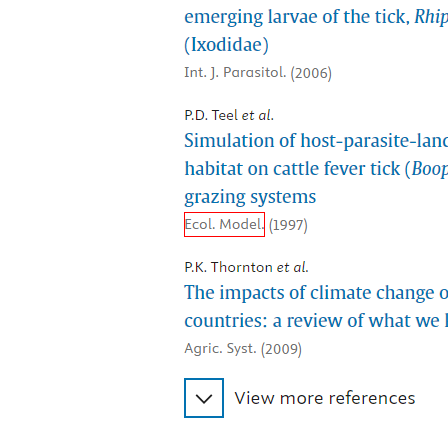 emerging larvae of the tick,
(Ixodidae)
Int. J. Parasitol. (2006)
P.D. Teel et al.
Simulation of host-parasite-land
habitat on cattle fever tick (Boop
grazing systems
Ecol. Model. (1997)
P.K. Thornton et al.
The impacts of climate change o
countries: a review of what we
Agric. Syst. (2009)
View more references